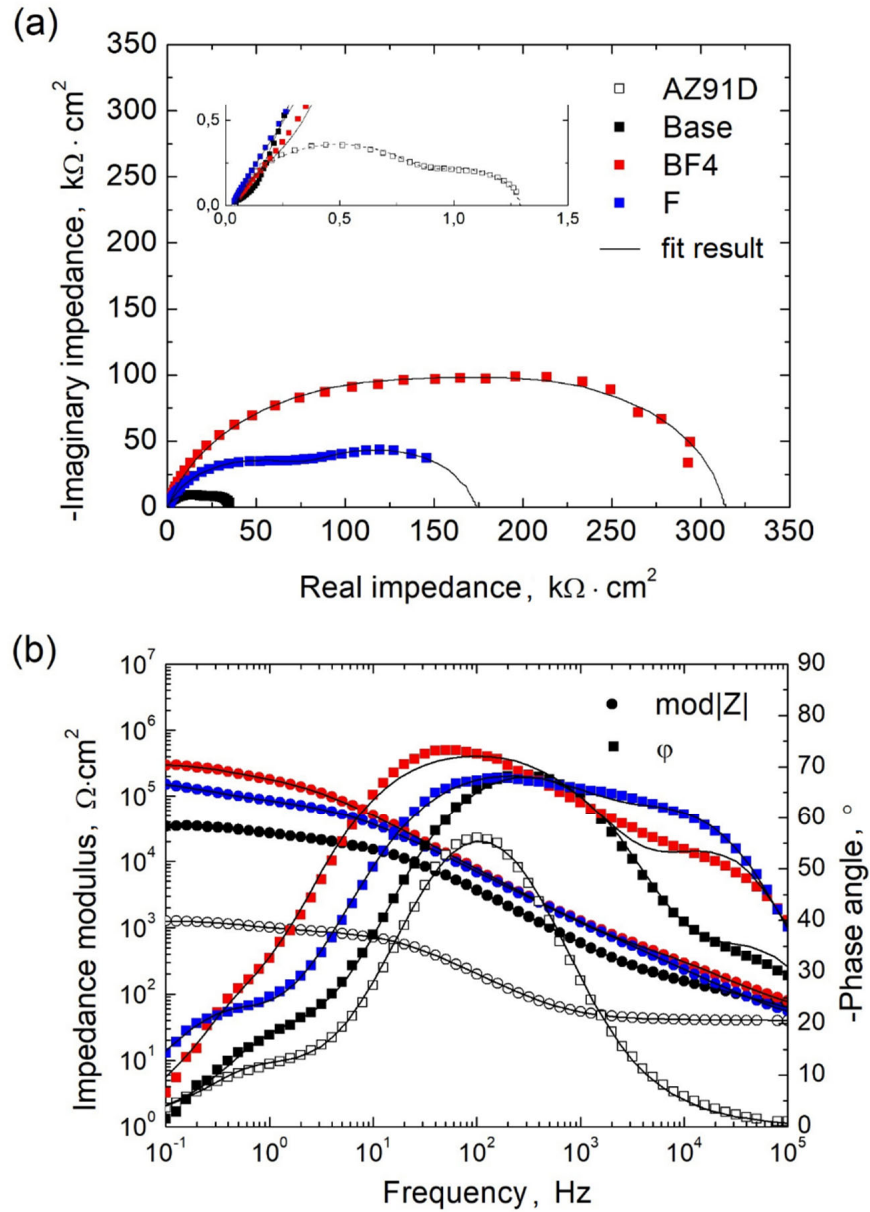 (a)
350
300
250
200
150
100
50
0
-Imaginary impedance, kΩ · cm²
0,5
0,0
0,0 0,5 1,0 1,5
AZ91D
Base
BF4
F
fit result
0 50 100 150 200 250 300 350
Real impedance, kΩ · cm²
(b)
10⁷
10⁶
10⁵
10⁴
10³
10²
10¹
10⁰
Impedance modulus, Ω·cm²
mod|Z|
φ
90
80
70
60
50
40
30
20
10
0
-Phase angle, °
10⁻¹ 10⁰ 10¹ 10² 10³ 10⁴ 10⁵
Frequency, Hz